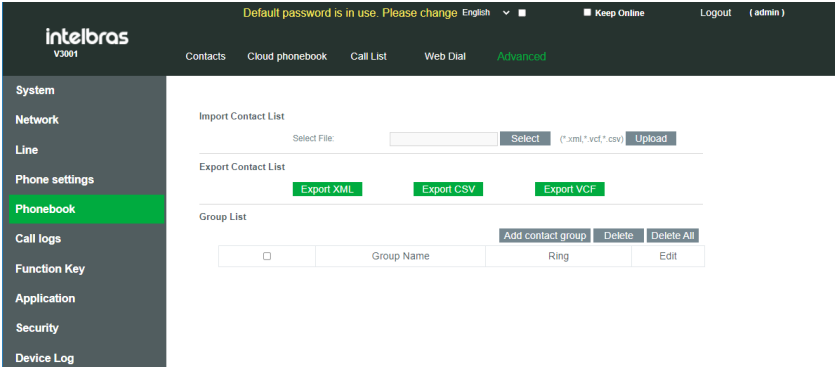 Default password is in use. Please change English Keep Online Logout ( admin )
intelbras
V3001
Contacts Cloud phonebook Call List Web Dial Advanced
System
Network
Line
Phone settings
Phonebook
Call logs
Function Key
Application
Security
Device Log
Import Contact List
Select File: Select (*.xml,*.vcf,*.csv) Upload
Export Contact List
Export XML Export CSV Export VCF
Group List
Add contact group Delete Delete All
Group Name Ring Edit